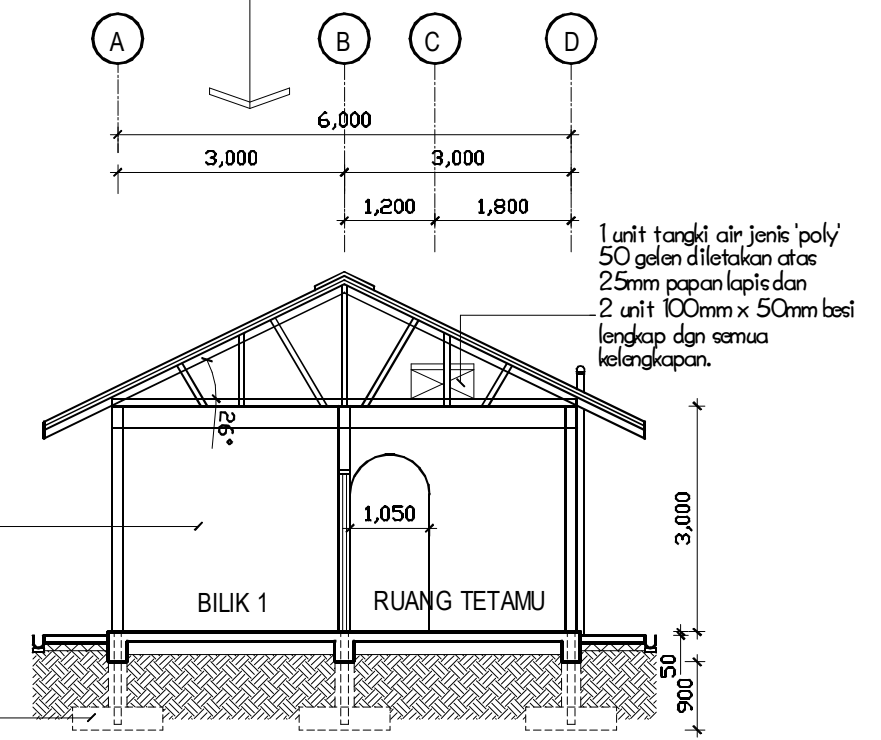 A B C D
6,000
3,000 3,000
1,200 1,800
1 unit tangki air jenis 'poly'
50 gelen diletakan atas
25mm papan lapis dan
2 unit 100mm x 50mm besi
lengkap dgn semua
kelengkapan.
26°
1,050
3,000
BILIK 1 RUANG TETAMU
50
900